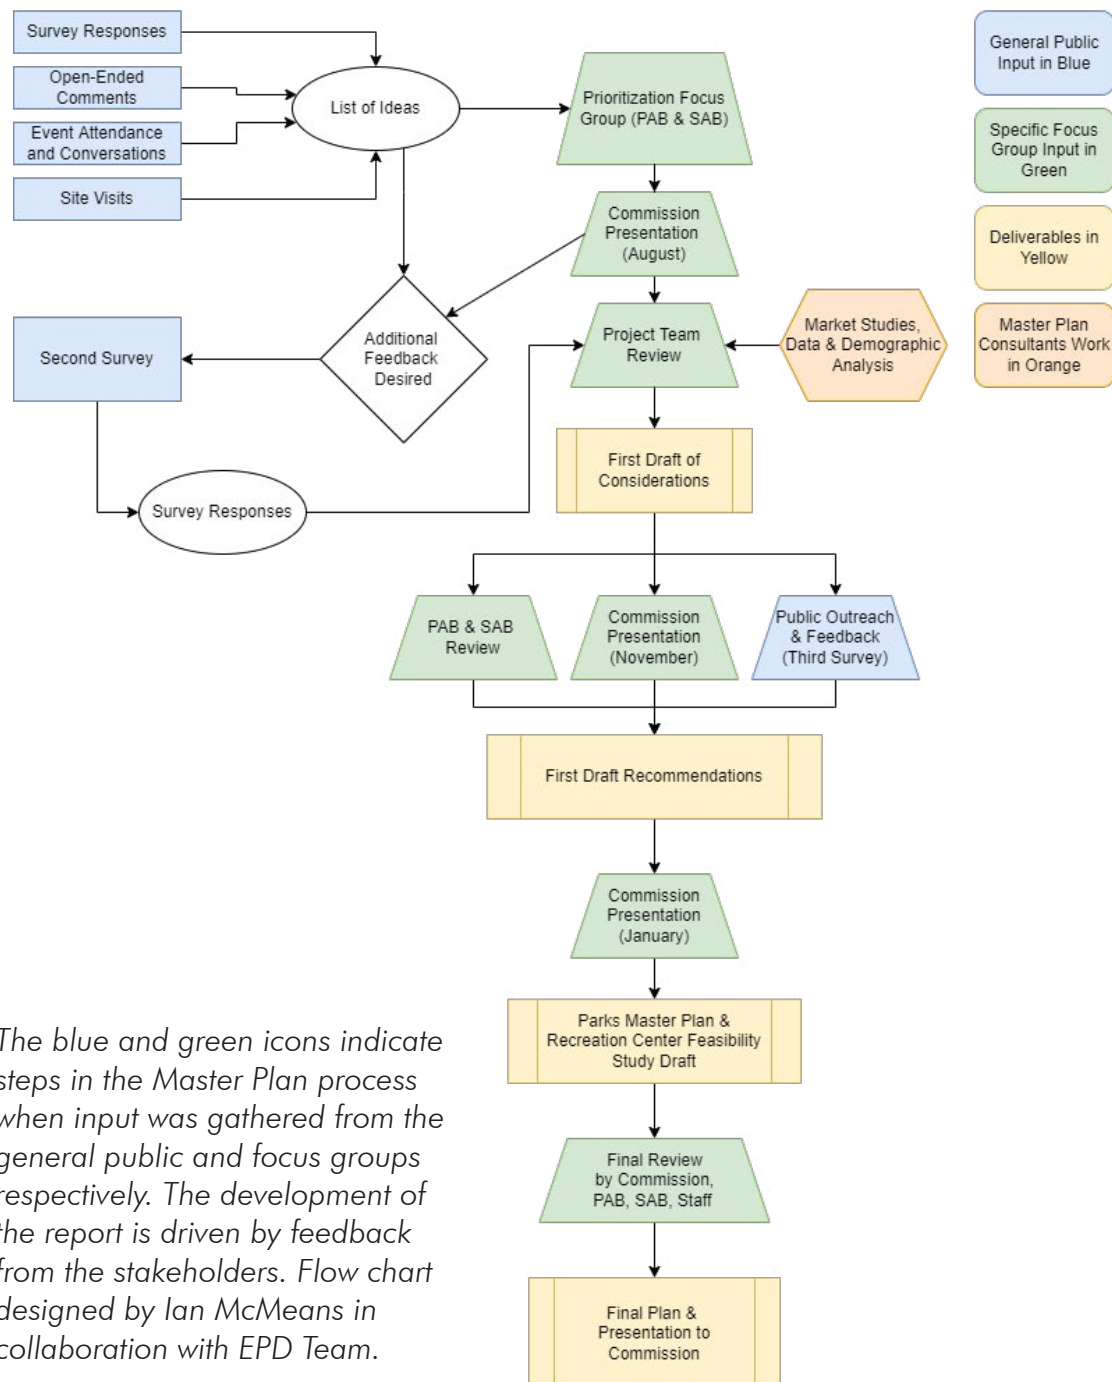 Survey Responses
Open-Ended
Comments
Event Attendance
and Conversations
Site Visits
List of Ideas
Prioritization Focus
Group (PAB & SAB)
Commission
Presentation
(August)
General Public
Input in Blue
Specific Focus
Group Input in
Green
Deliverables in
Yellow
Master Plan
Consultants Work
in Orange
Second Survey
Additional
Feedback
Desired
Project Team
Review
Market Studies,
Data & Demographic
Analysis
Survey Responses
First Draft of
Considerations
PAB & SAB
Review
Commission
Presentation
(November)
Public Outreach
& Feedback
(Third Survey)
First Draft Recommendations
Commission
Presentation
(January)
Parks Master Plan &
Recreation Center Feasibility
Study Draft
Final Review
by Commission,
PAB, SAB, Staff
Final Plan &
Presentation to
Commission
The blue and green icons indicate
steps in the Master Plan process
when input was gathered from the
general public and focus groups
respectively. The development of
the report is driven by feedback
from the stakeholders. Flow chart
designed by Ian McMeans in
collaboration with EPD Team.